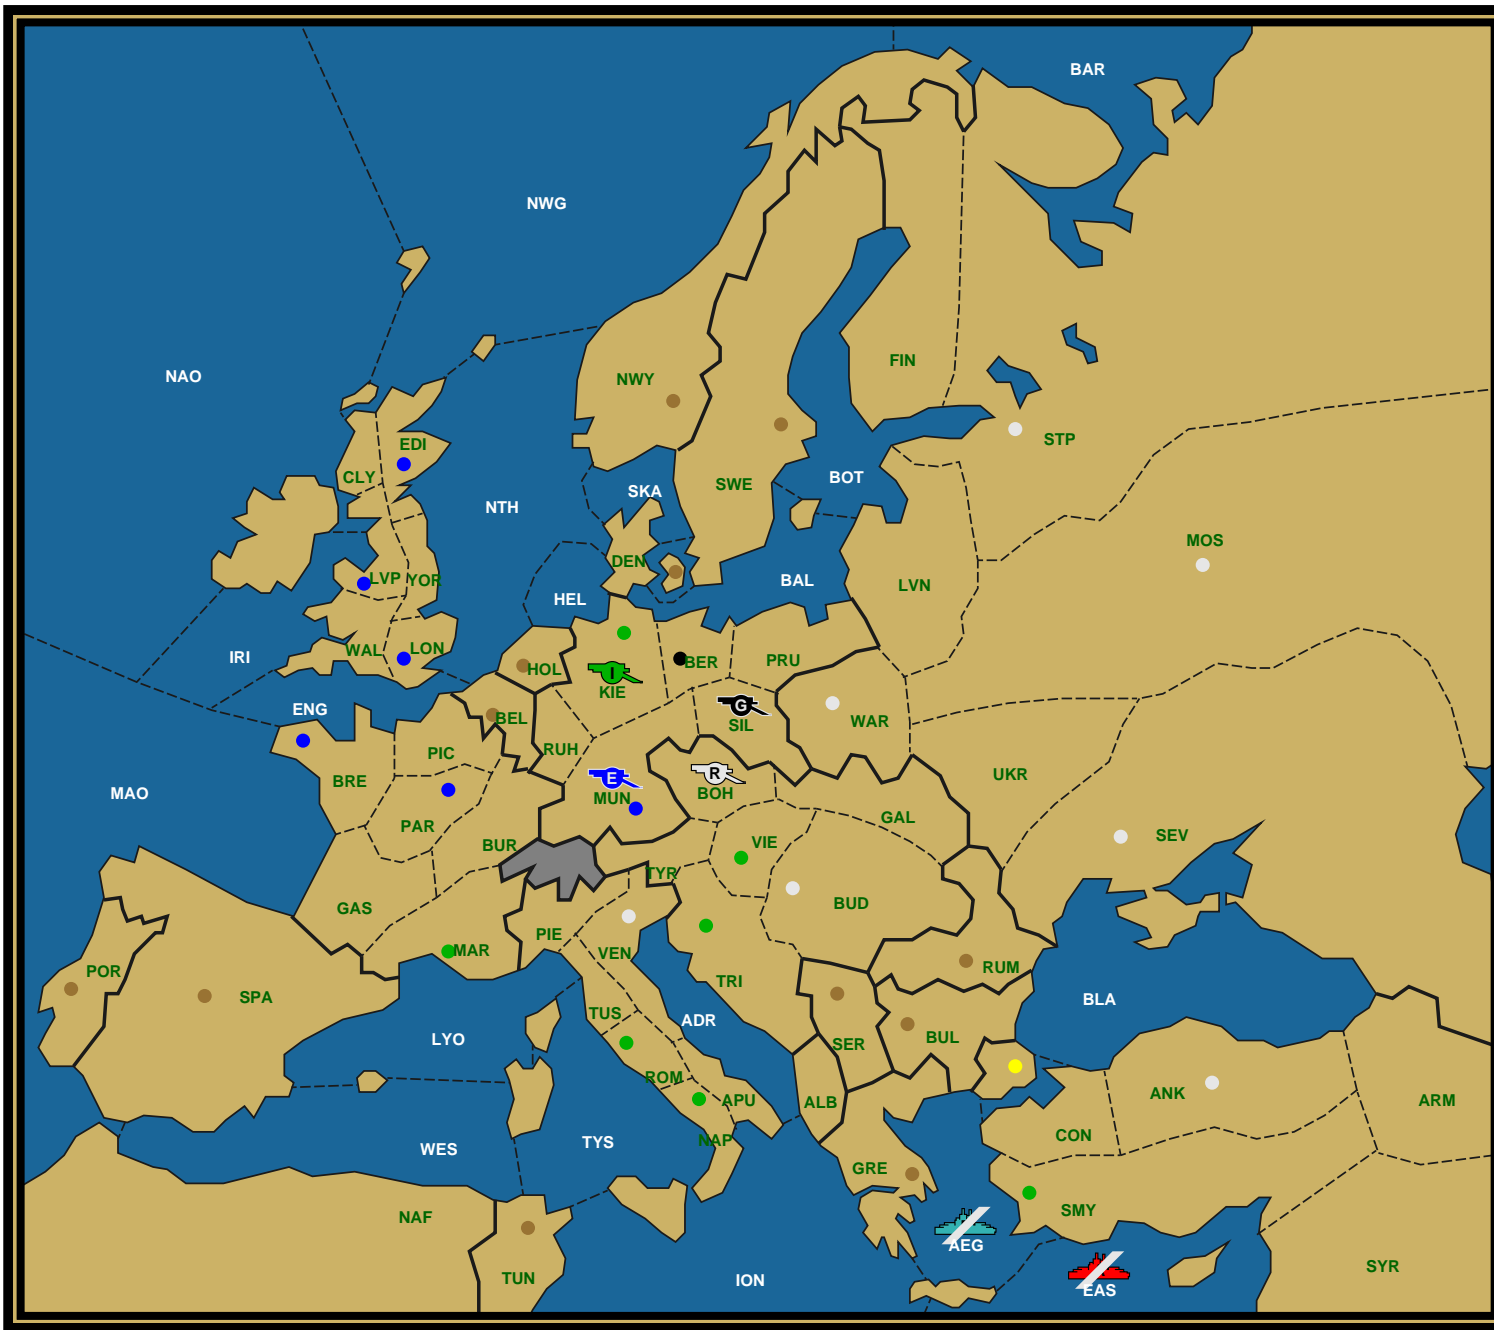 BAR
NWG
NAO
FIN
NWY
STP
EDI
CLY
SWE
BOT
SKA
NTH
MOS
DEN
LVP
YOR
BAL
LVN
HEL
IRI
WAL
LON
HOL
BER
PRU
I
KIE
ENG
BEL
G
SIL
WAR
PIC
RUH
BRE
E
MUN
R
BOH
UKR
MAO
PAR
GAL
SEV
BUR
VIE
TYR
BUD
GAS
MAR
PIE
VEN
RUM
POR
SPA
TRI
BLA
TUS
ADR
LYO
SER
BUL
ROM
APU
ALB
ANK
ARM
CON
WES
TYS
NAP
GRE
NAF
SMY
AEG
TUN
ION
SYR
EAS